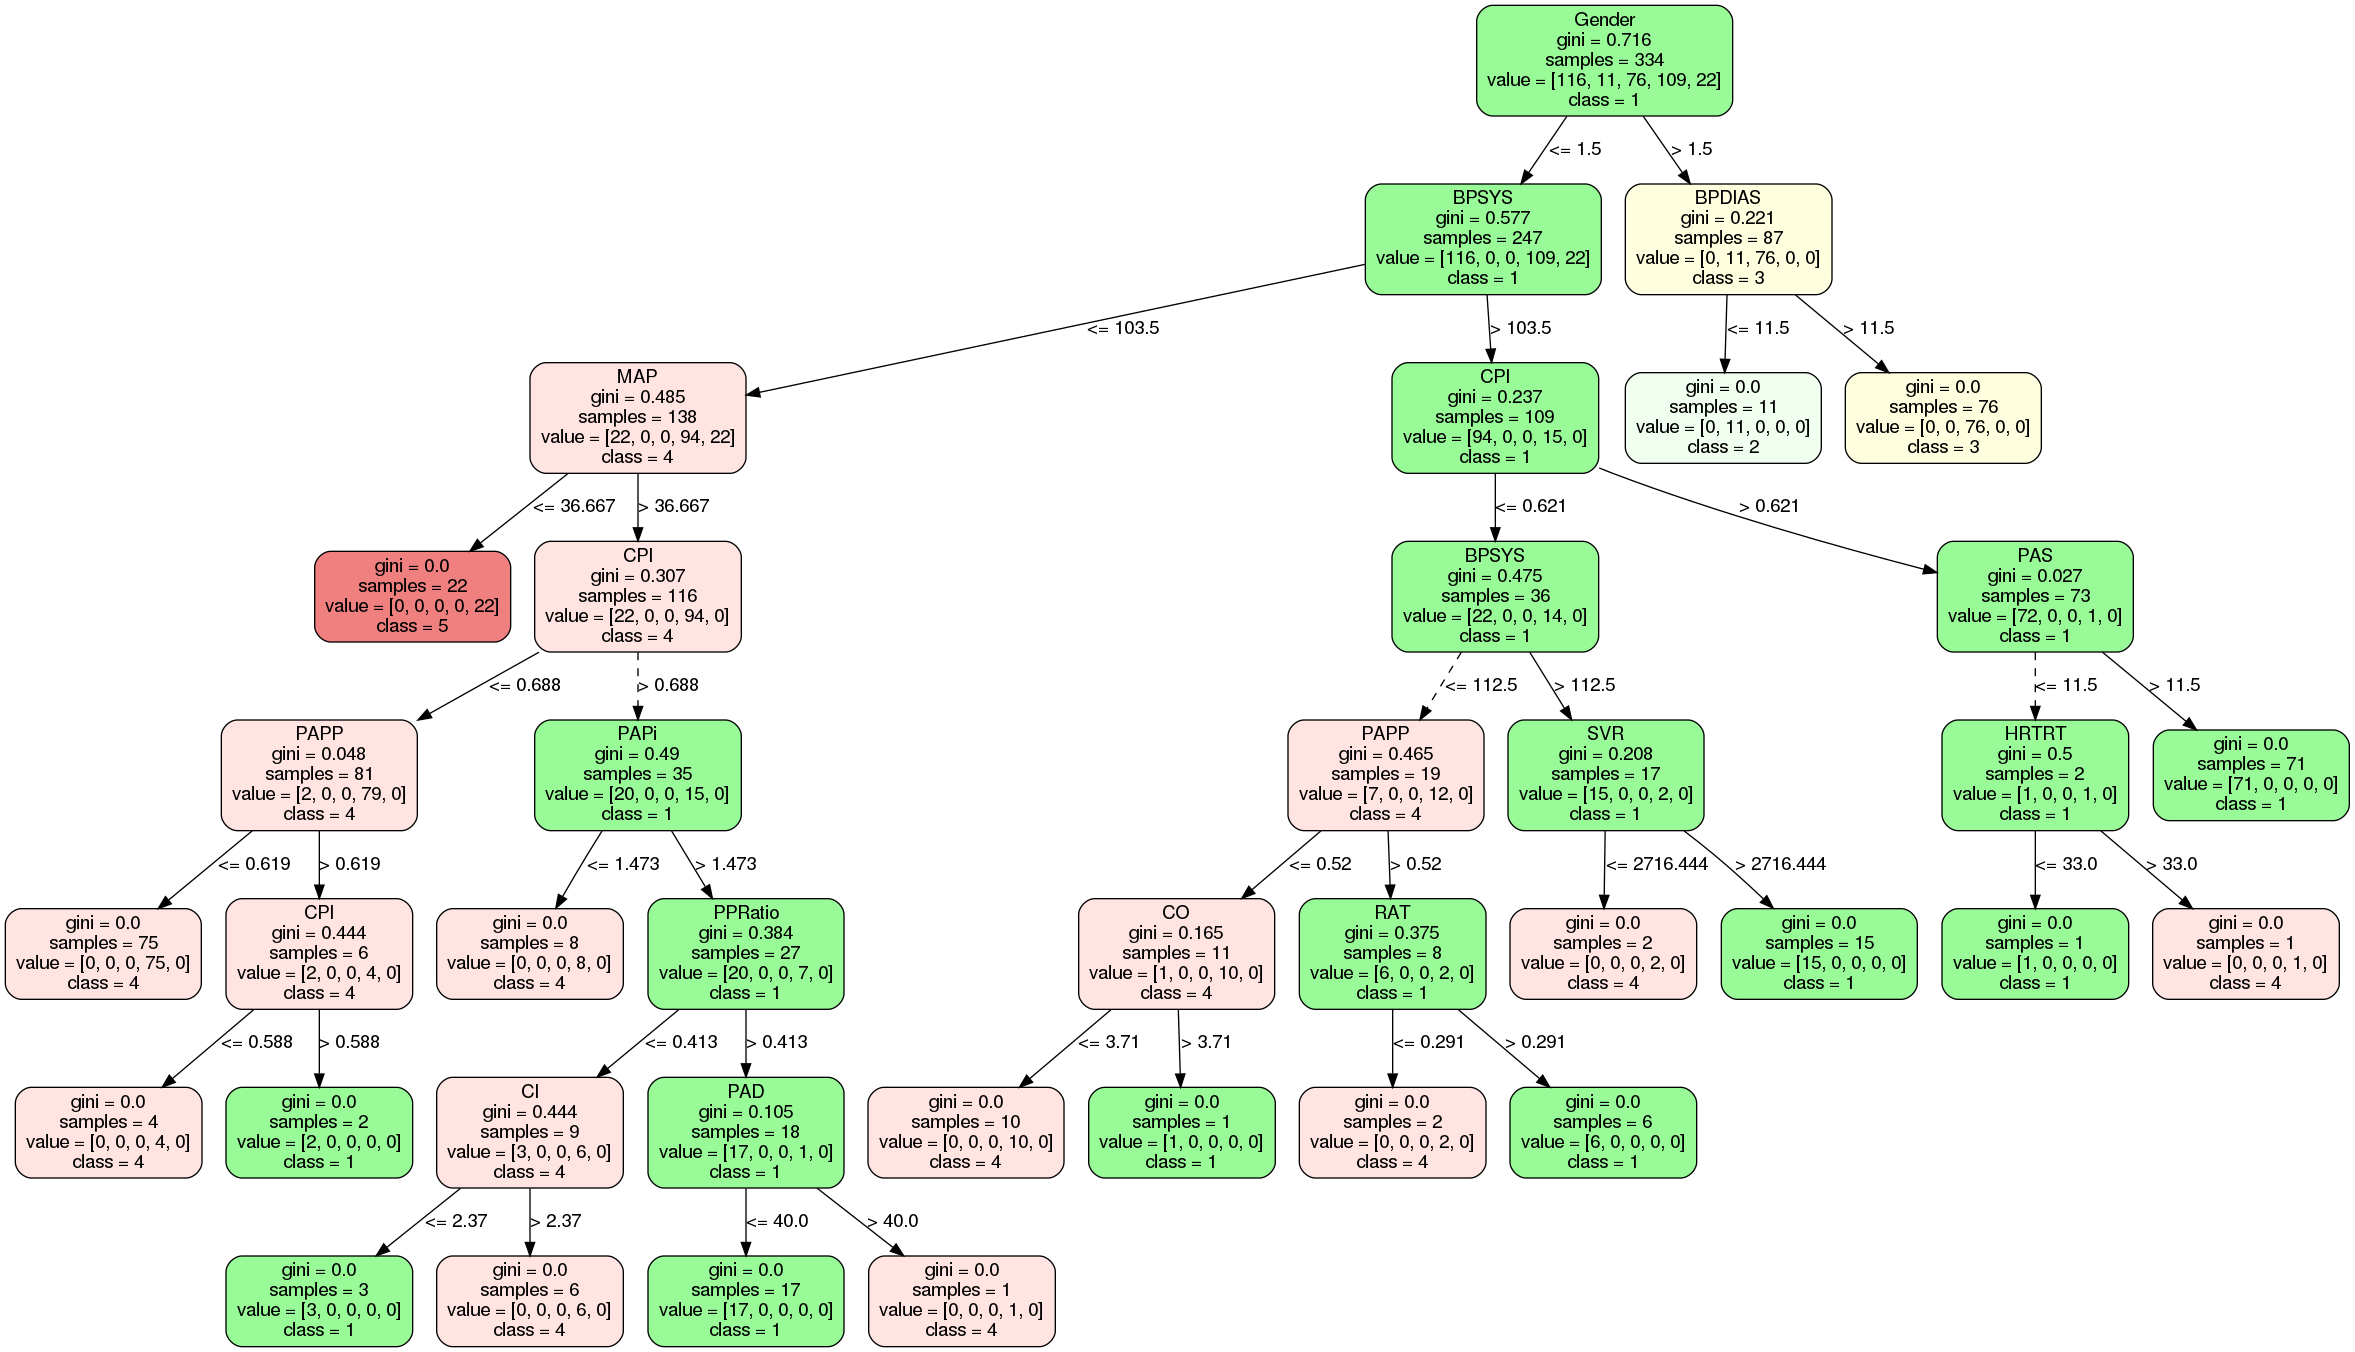 Gender
gini = 0.716
samples = 334
value = [116, 11, 76, 109, 22]
class = 1
<= 1.5
> 1.5
BPSYS
gini = 0.577
samples = 247
value = [116, 0, 0, 109, 22]
class = 1
BPDIAS
gini = 0.221
samples = 87
value = [0, 11, 76, 0, 0]
class = 3
<= 103.5
> 103.5
<= 11.5
> 11.5
MAP
gini = 0.485
samples = 138
value = [22, 0, 0, 94, 22]
class = 4
CPI
gini = 0.237
samples = 109
value = [94, 0, 0, 15, 0]
class = 1
gini = 0.0
samples = 11
value = [0, 11, 0, 0, 0]
class = 2
gini = 0.0
samples = 76
value = [0, 0, 76, 0, 0]
class = 3
<= 36.667
> 36.667
<= 0.621
> 0.621
gini = 0.0
samples = 22
value = [0, 0, 0, 0, 22]
class = 5
CPI
gini = 0.307
samples = 116
value = [22, 0, 0, 94, 0]
class = 4
BPSYS
gini = 0.475
samples = 36
value = [22, 0, 0, 14, 0]
class = 1
PAS
gini = 0.027
samples = 73
value = [72, 0, 0, 1, 0]
class = 1
<= 0.688
> 0.688
<= 112.5
> 112.5
<= 11.5
> 11.5
PAPP
gini = 0.048
samples = 81
value = [2, 0, 0, 79, 0]
class = 4
PAPi
gini = 0.49
samples = 35
value = [20, 0, 0, 15, 0]
class = 1
PAPP
gini = 0.465
samples = 19
value = [7, 0, 0, 12, 0]
class = 4
SVR
gini = 0.208
samples = 17
value = [15, 0, 0, 2, 0]
class = 1
HRTRT
gini = 0.5
samples = 2
value = [1, 0, 0, 1, 0]
class = 1
gini = 0.0
samples = 71
value = [71, 0, 0, 0, 0]
class = 1
<= 0.619
> 0.619
<= 1.473
> 1.473
<= 0.52
> 0.52
<= 2716.444
> 2716.444
<= 33.0
> 33.0
gini = 0.0
samples = 75
value = [0, 0, 0, 75, 0]
class = 4
CPI
gini = 0.444
samples = 6
value = [2, 0, 0, 4, 0]
class = 4
gini = 0.0
samples = 8
value = [0, 0, 0, 8, 0]
class = 4
PPRatio
gini = 0.384
samples = 27
value = [20, 0, 0, 7, 0]
class = 1
CO
gini = 0.165
samples = 11
value = [1, 0, 0, 10, 0]
class = 4
RAT
gini = 0.375
samples = 8
value = [6, 0, 0, 2, 0]
class = 1
gini = 0.0
samples = 2
value = [0, 0, 0, 2, 0]
class = 4
gini = 0.0
samples = 15
value = [15, 0, 0, 0, 0]
class = 1
gini = 0.0
samples = 1
value = [1, 0, 0, 0, 0]
class = 1
gini = 0.0
samples = 1
value = [0, 0, 0, 1, 0]
class = 4
<= 0.588
> 0.588
<= 0.413
> 0.413
<= 3.71
> 3.71
<= 0.291
> 0.291
gini = 0.0
samples = 4
value = [0, 0, 0, 4, 0]
class = 4
gini = 0.0
samples = 2
value = [2, 0, 0, 0, 0]
class = 1
CI
gini = 0.444
samples = 9
value = [3, 0, 0, 6, 0]
class = 4
PAD
gini = 0.105
samples = 18
value = [17, 0, 0, 1, 0]
class = 1
gini = 0.0
samples = 10
value = [0, 0, 0, 10, 0]
class = 4
gini = 0.0
samples = 1
value = [1, 0, 0, 0, 0]
class = 1
gini = 0.0
samples = 2
value = [0, 0, 0, 2, 0]
class = 4
gini = 0.0
samples = 6
value = [6, 0, 0, 0, 0]
class = 1
<= 2.37
> 2.37
<= 40.0
> 40.0
gini = 0.0
samples = 3
value = [3, 0, 0, 0, 0]
class = 1
gini = 0.0
samples = 6
value = [0, 0, 0, 6, 0]
class = 4
gini = 0.0
samples = 17
value = [17, 0, 0, 0, 0]
class = 1
gini = 0.0
samples = 1
value = [0, 0, 0, 1, 0]
class = 4